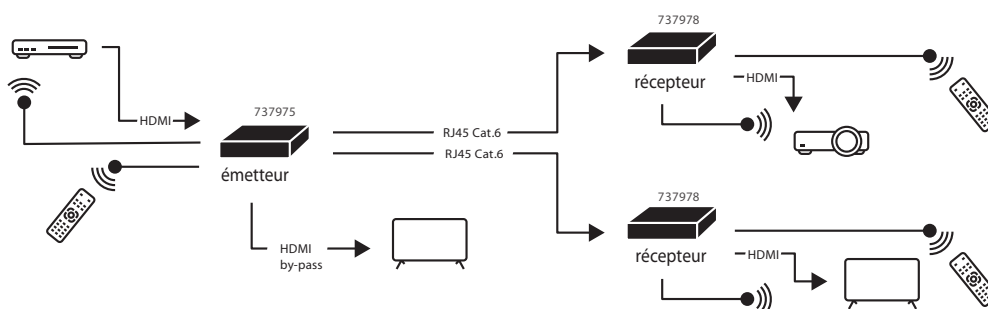 737978
récepteur
HDMI
HDMI
737975
émetteur
RJ45 Cat.6
RJ45 Cat.6
HDMI
by-pass
737978
récepteur
HDMI